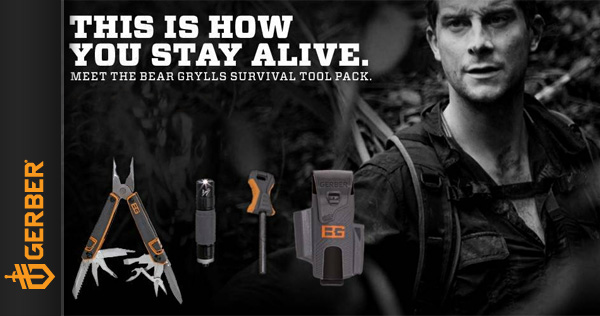 THIS IS HOW
YOU STAY ALIVE.
MEET THE BEAR GRYLLS SURVIVAL TOOL PACK.
GERBER
BG